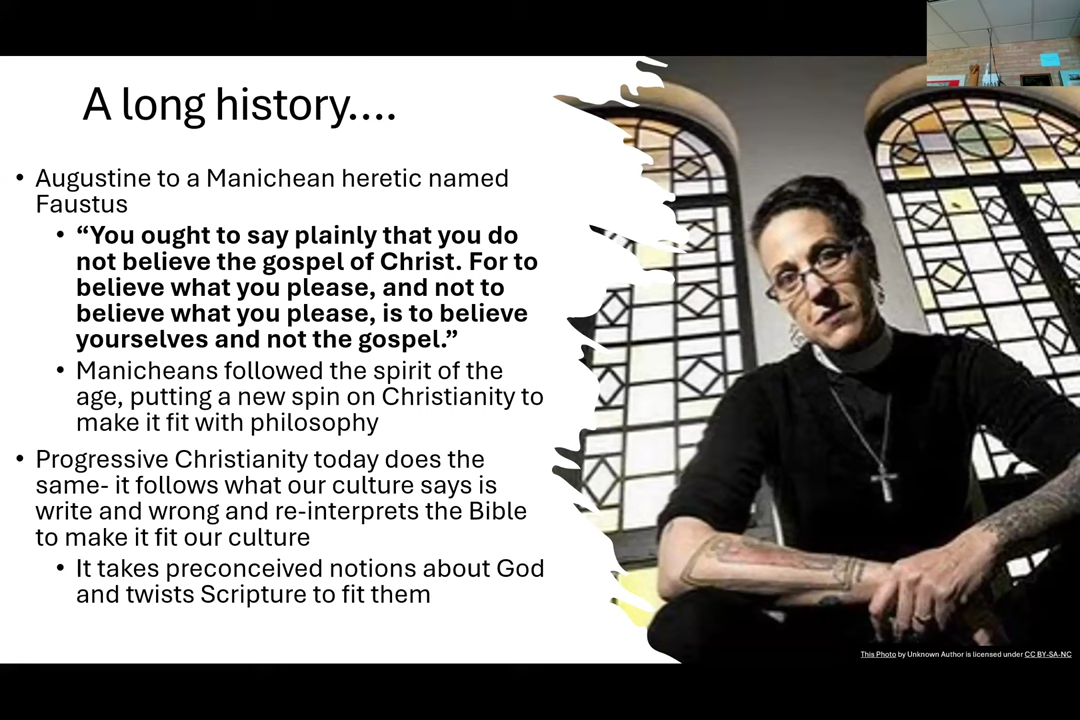 A long history....
• Augustine to a Manichean heretic named
Faustus
• “You ought to say plainly that you do
not believe the gospel of Christ. For to
believe what you please, and not to
believe what you please, is to believe
yourselves and not the gospel.”
• Manicheans followed the spirit of the
age, putting a new spin on Christianity to
make it fit with philosophy
• Progressive Christianity today does the
same- it follows what our culture says is
write and wrong and re-interprets the Bible
to make it fit our culture
• It takes preconceived notions about God
and twists Scripture to fit them
This Photo by Unknown Author is licensed under CC BY-SA-NC